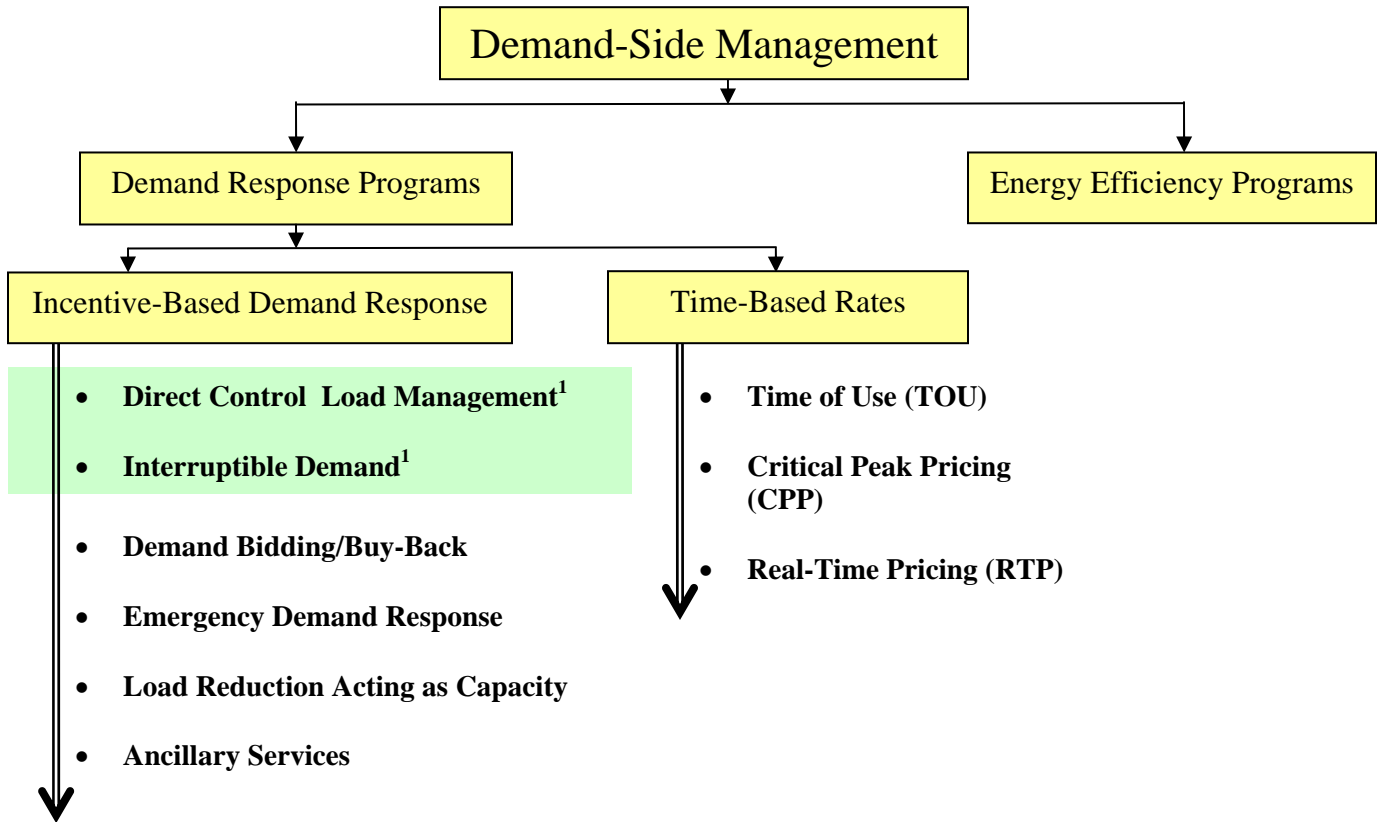 Demand-Side Management
Demand Response Programs
Energy Efficiency Programs
Incentive-Based Demand Response
Time-Based Rates
• Direct Control  Load Management¹
• Interruptible Demand¹
• Demand Bidding/Buy-Back
• Emergency Demand Response
• Load Reduction Acting as Capacity
• Ancillary Services
• Time of Use (TOU)
• Critical Peak Pricing
(CPP)
• Real-Time Pricing (RTP)